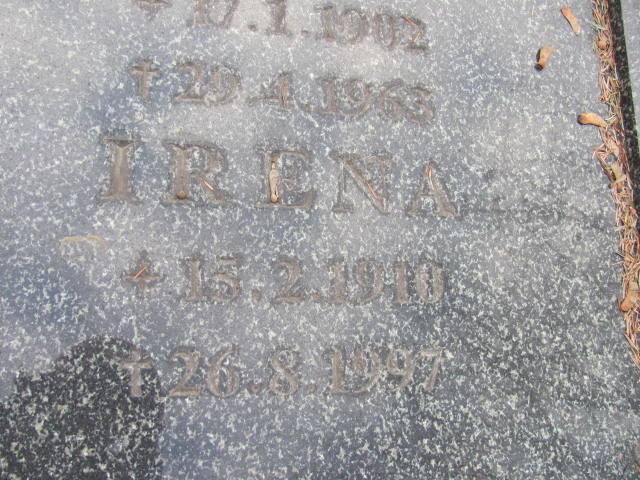 * 17.1.1902
† 29.4.1963
IRENA
* 15.2.1910
† 26.8.1997